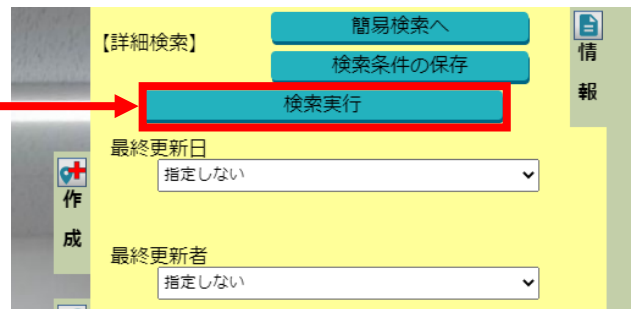 簡易検索へ
【詳細検索】
検索条件の保存
検索実行
情報
最終更新日
指定しない
作成
最終更新者
指定しない